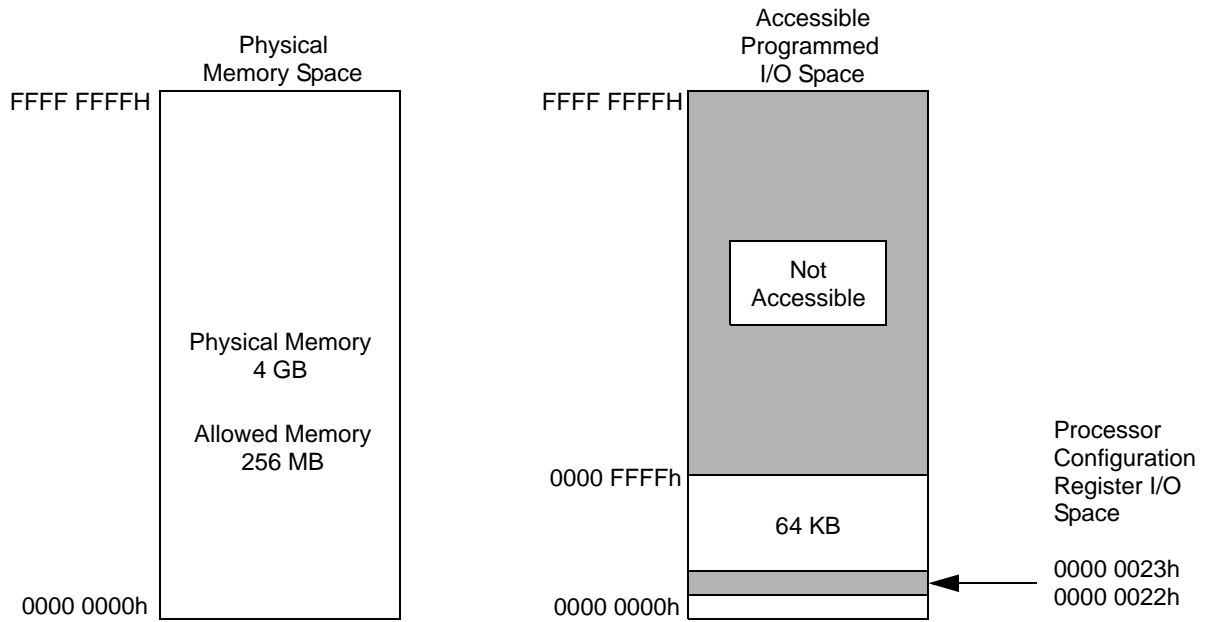 Physical
Memory Space
FFFF FFFFH
Physical Memory
4 GB
Allowed Memory
256 MB
0000 0000h
Accessible
Programmed
I/O Space
FFFF FFFFH
Not
Accessible
0000 FFFFh
64 KB
0000 0000h
Processor
Configuration
Register I/O
Space
0000 0023h
0000 0022h